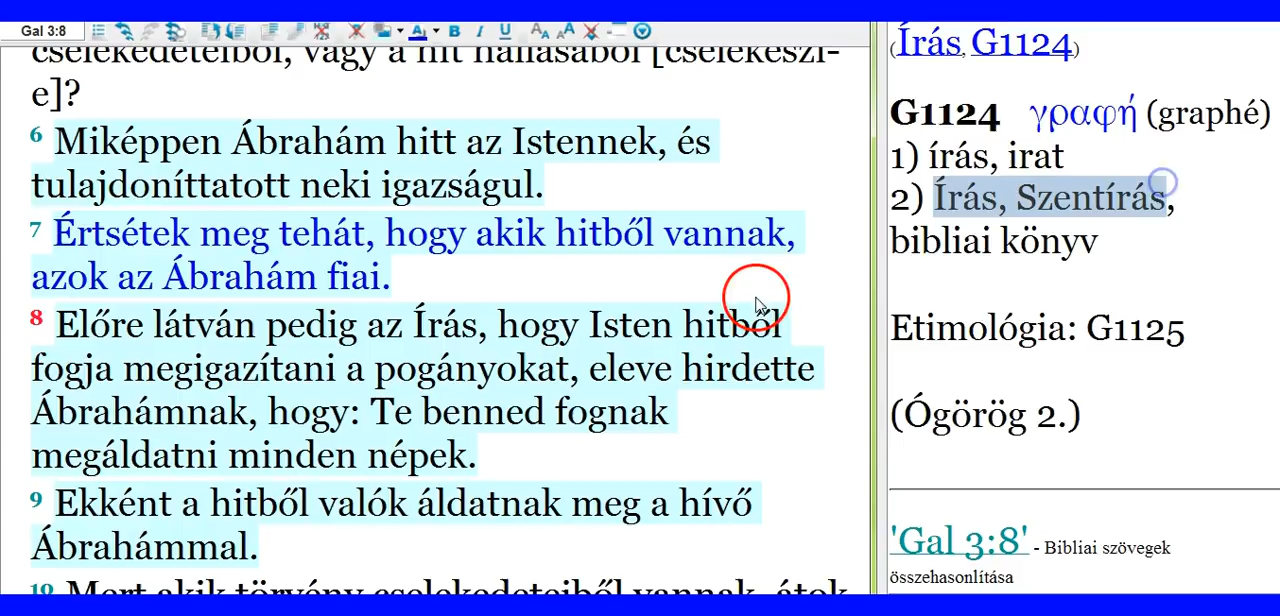 Gal 3:8
cselekedeteiből, vagy a hit hallásából [cselekeszi-
e]?
6 Miképpen Ábrahám hitt az Istennek, és
tulajdoníttatott neki igazságul.
7 Értsétek meg tehát, hogy akik hitből vannak,
azok az Ábrahám fiai.
8 Előre látván pedig az Írás, hogy Isten hitből
fogja megigazítani a pogányokat, eleve hirdette
Ábrahámnak, hogy: Te benned fognak
megáldatni minden népek.
9 Ekként a hitből valók áldatnak meg a hívő
Ábrahámmal.
10 Mert akik törvény cselekedeteiből vannak, átok
(Írás, G1124)
G1124 γραφή (graphé)
1) írás, irat
2) Írás, Szentírás,
bibliai könyv
Etimológia: G1125
(Ógörög 2.)
'Gal 3:8' - Bibliai szövegek
összehasonlítása